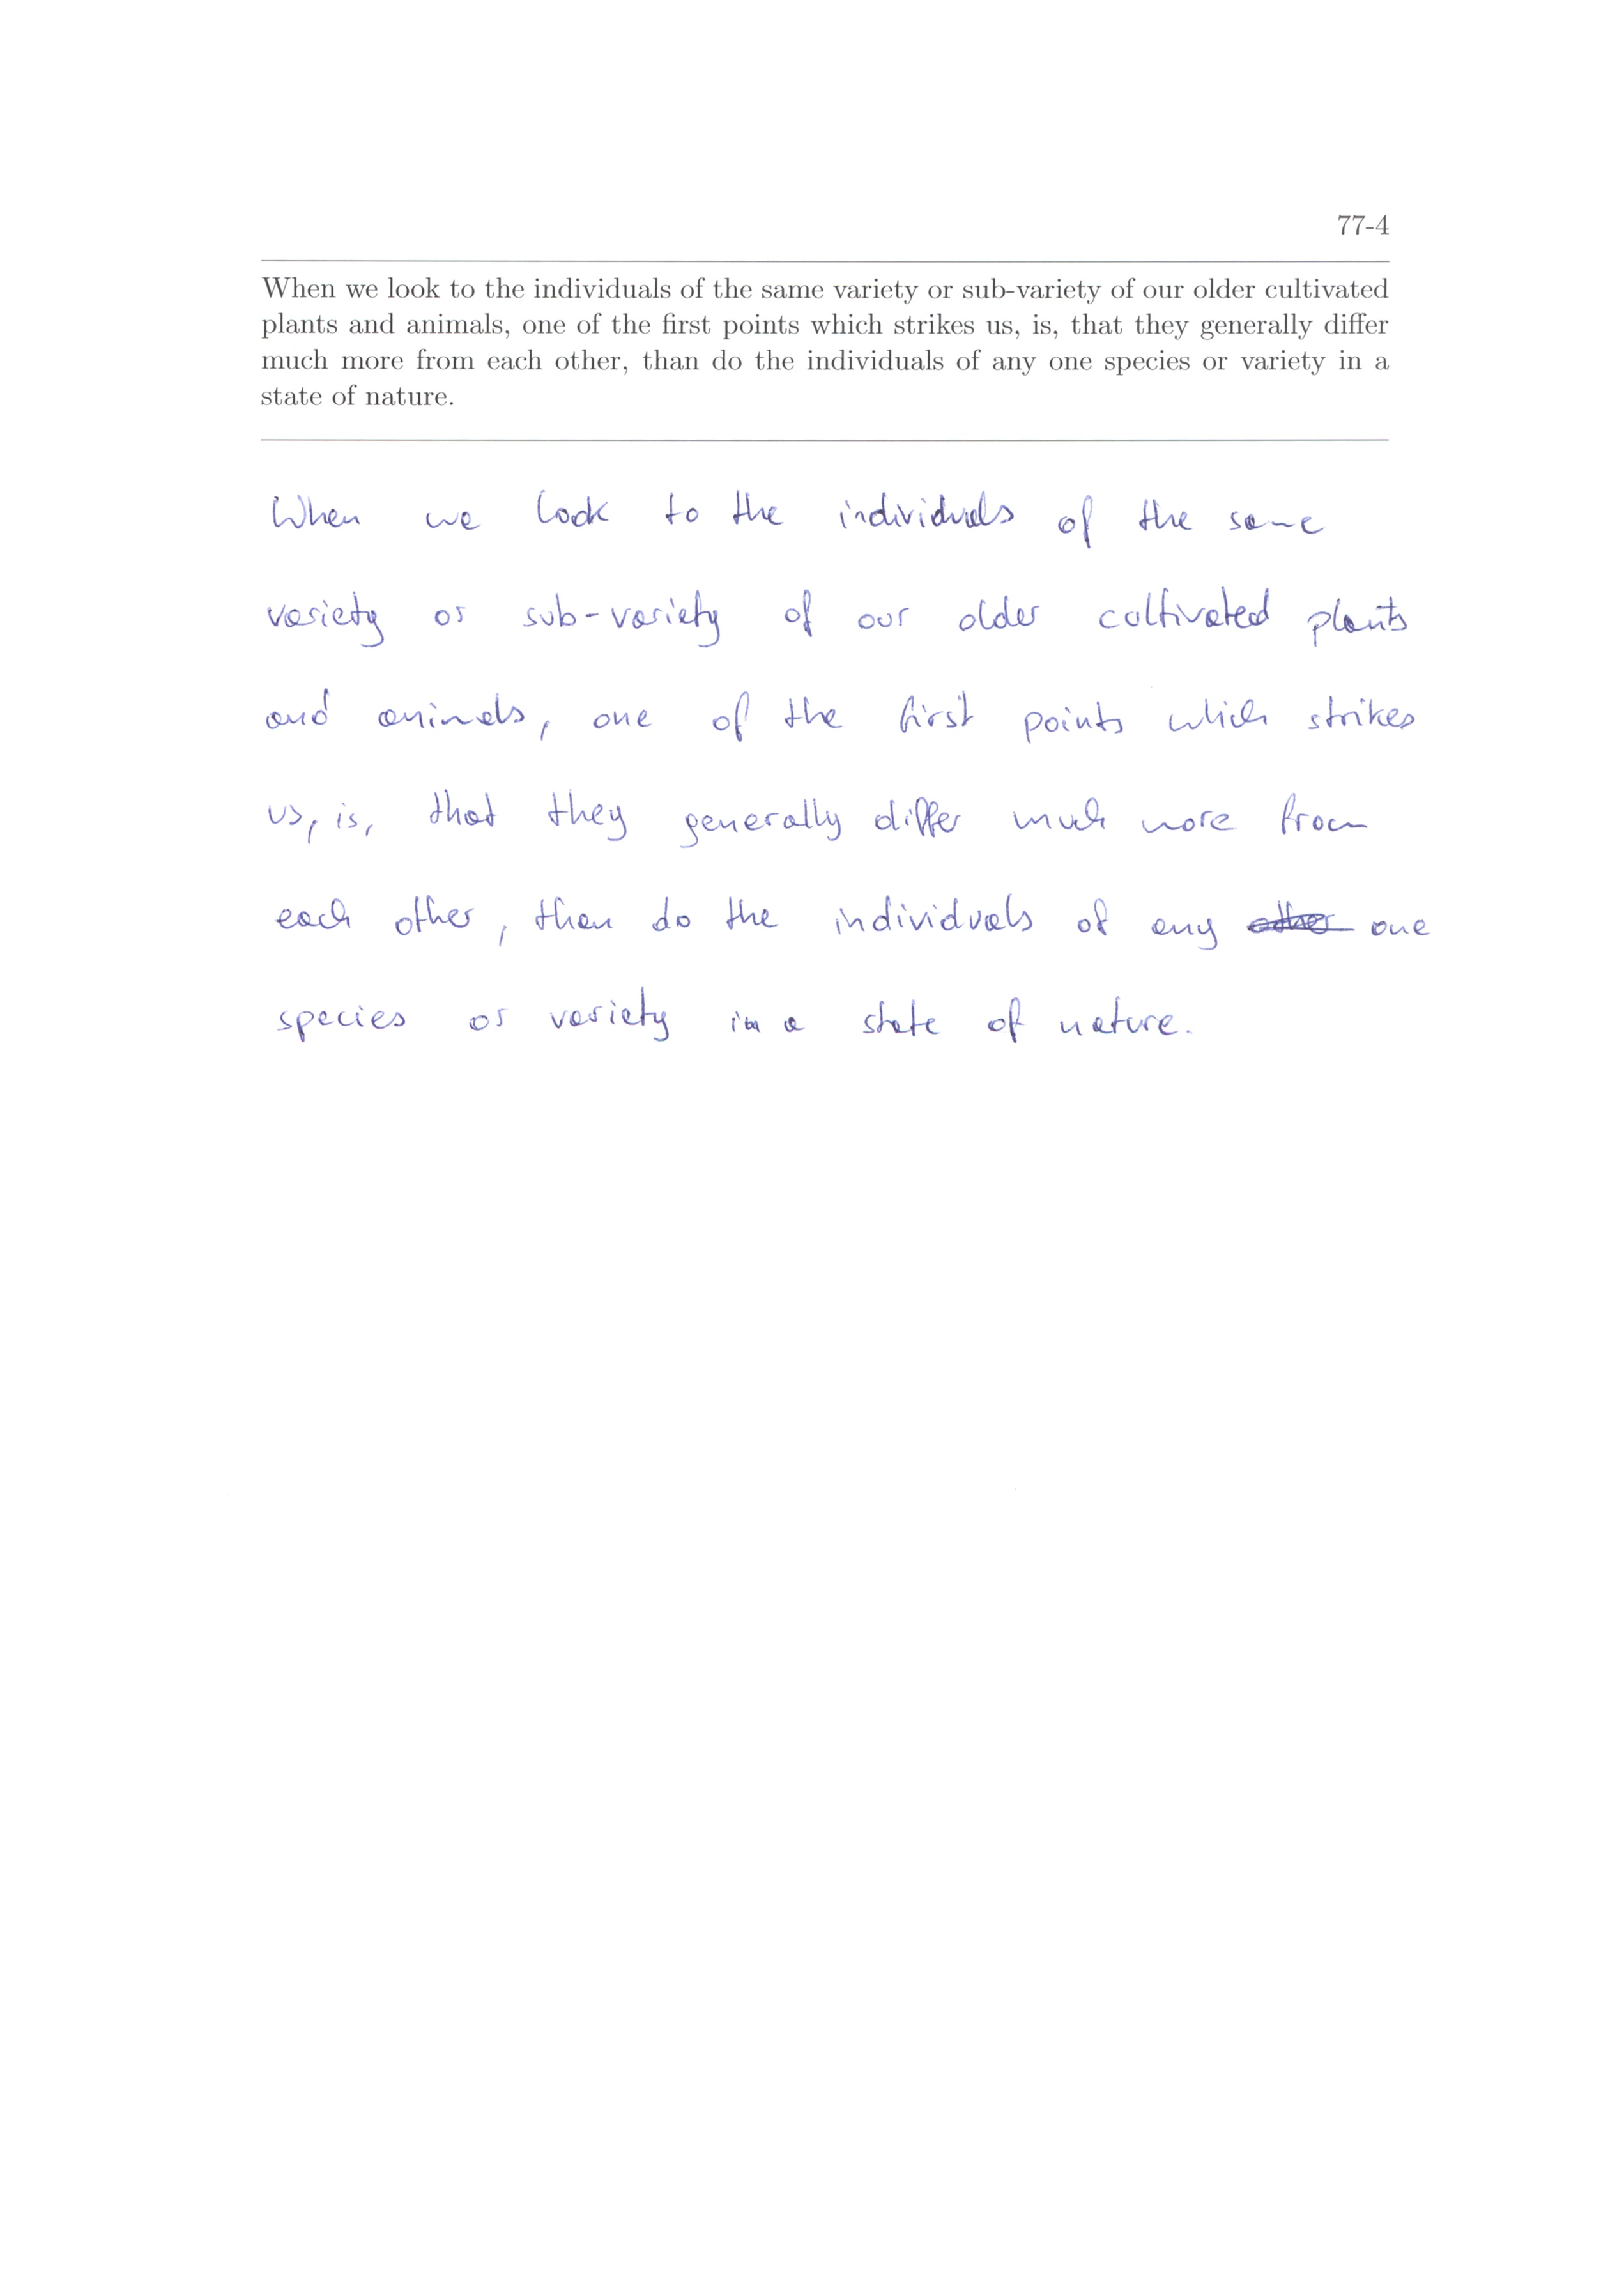 77-4
When we look to the individuals of the same variety or sub-variety of our older cultivated
plants and animals, one of the first points which strikes us, is, that they generally differ
much more from each other, than do the individuals of any one species or variety in a
state of nature.
When we look to the individuals of the same
variety or sub-variety of our older cultivated plants
and animals, one of the first points which strikes
us, is, that they generally differ much more from
each other, than do the individuals of any other one
species or variety in a state of nature.